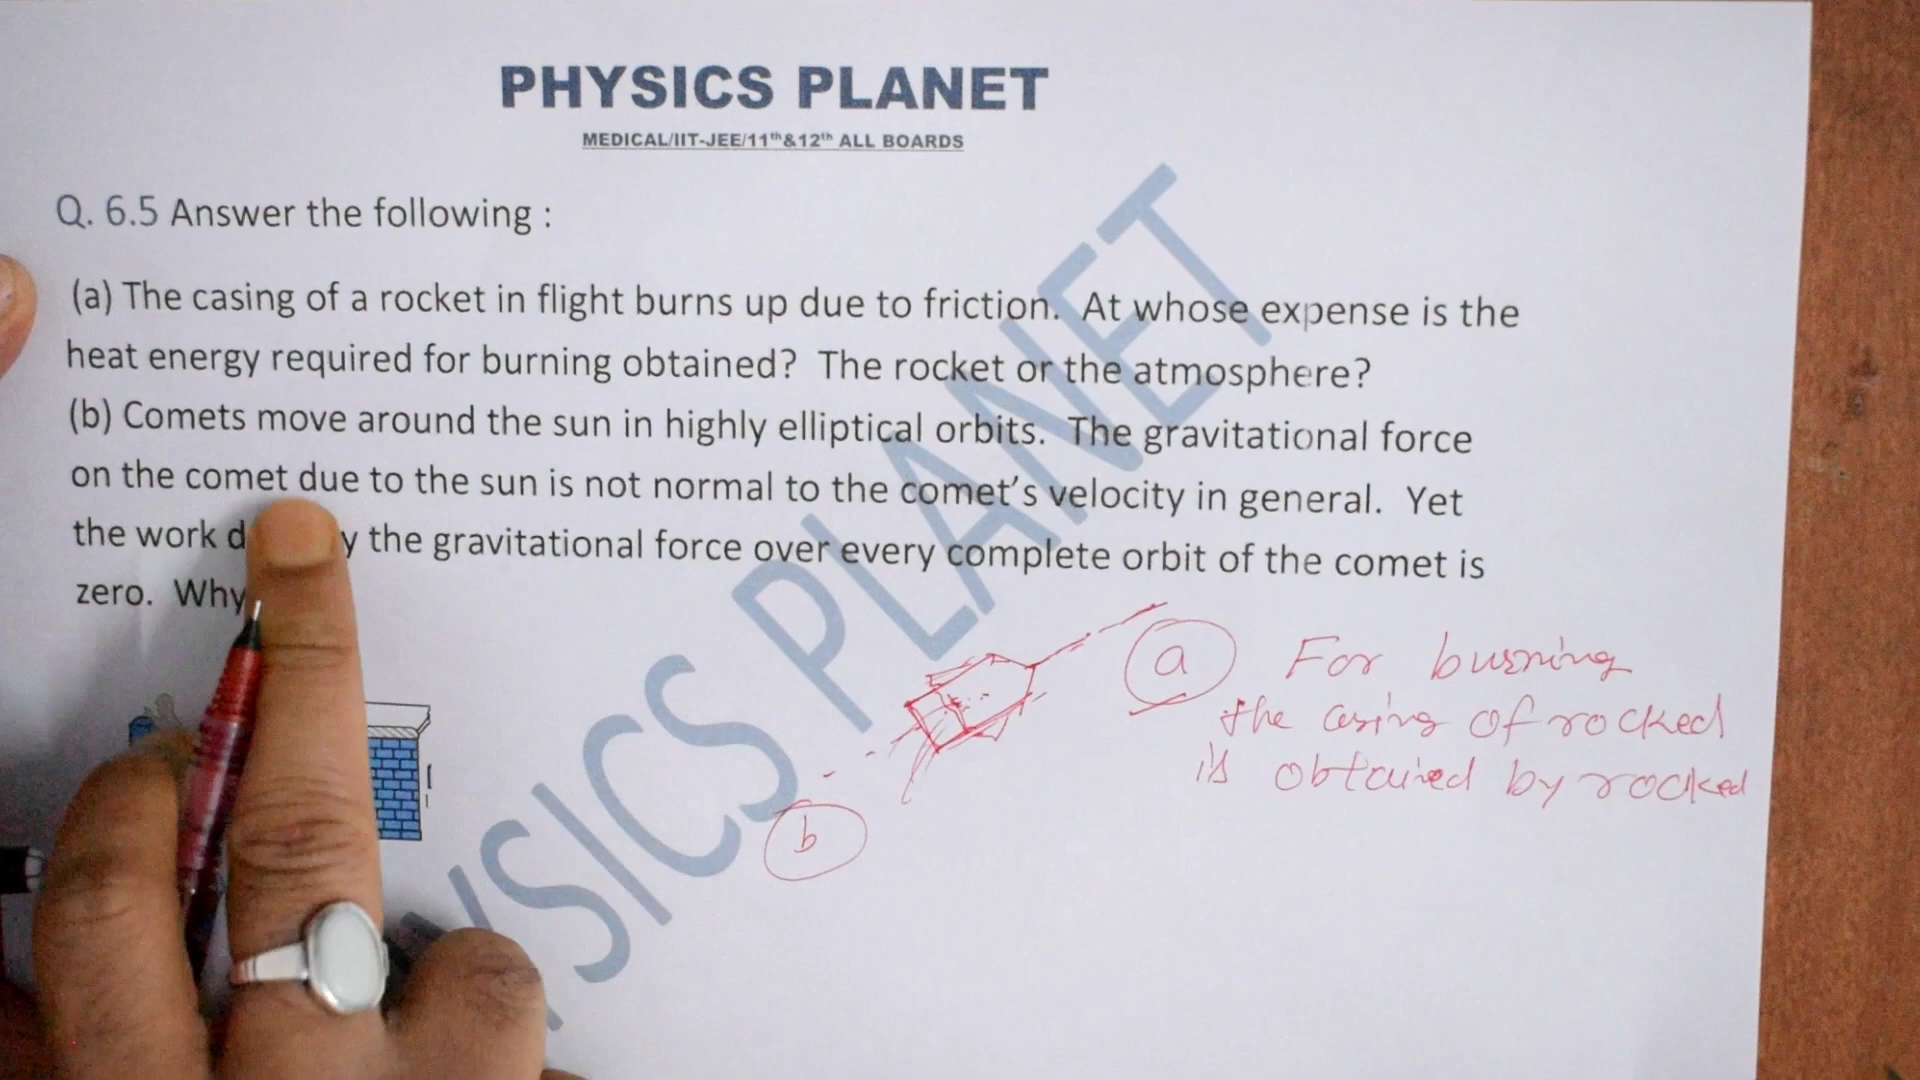 PHYSICS PLANET
MEDICAL/IIT-JEE/11th&12th ALL BOARDS
Q. 6.5 Answer the following :
(a) The casing of a rocket in flight burns up due to friction. At whose expense is the
heat energy required for burning obtained? The rocket or the atmosphere?
(b) Comets move around the sun in highly elliptical orbits. The gravitational force
on the comet due to the sun is not normal to the comet's velocity in general. Yet
the work d y the gravitational force over every complete orbit of the comet is
zero. Why
a For burning
the casing of rocked
is obtained by rocked
b
YSICS PLANET